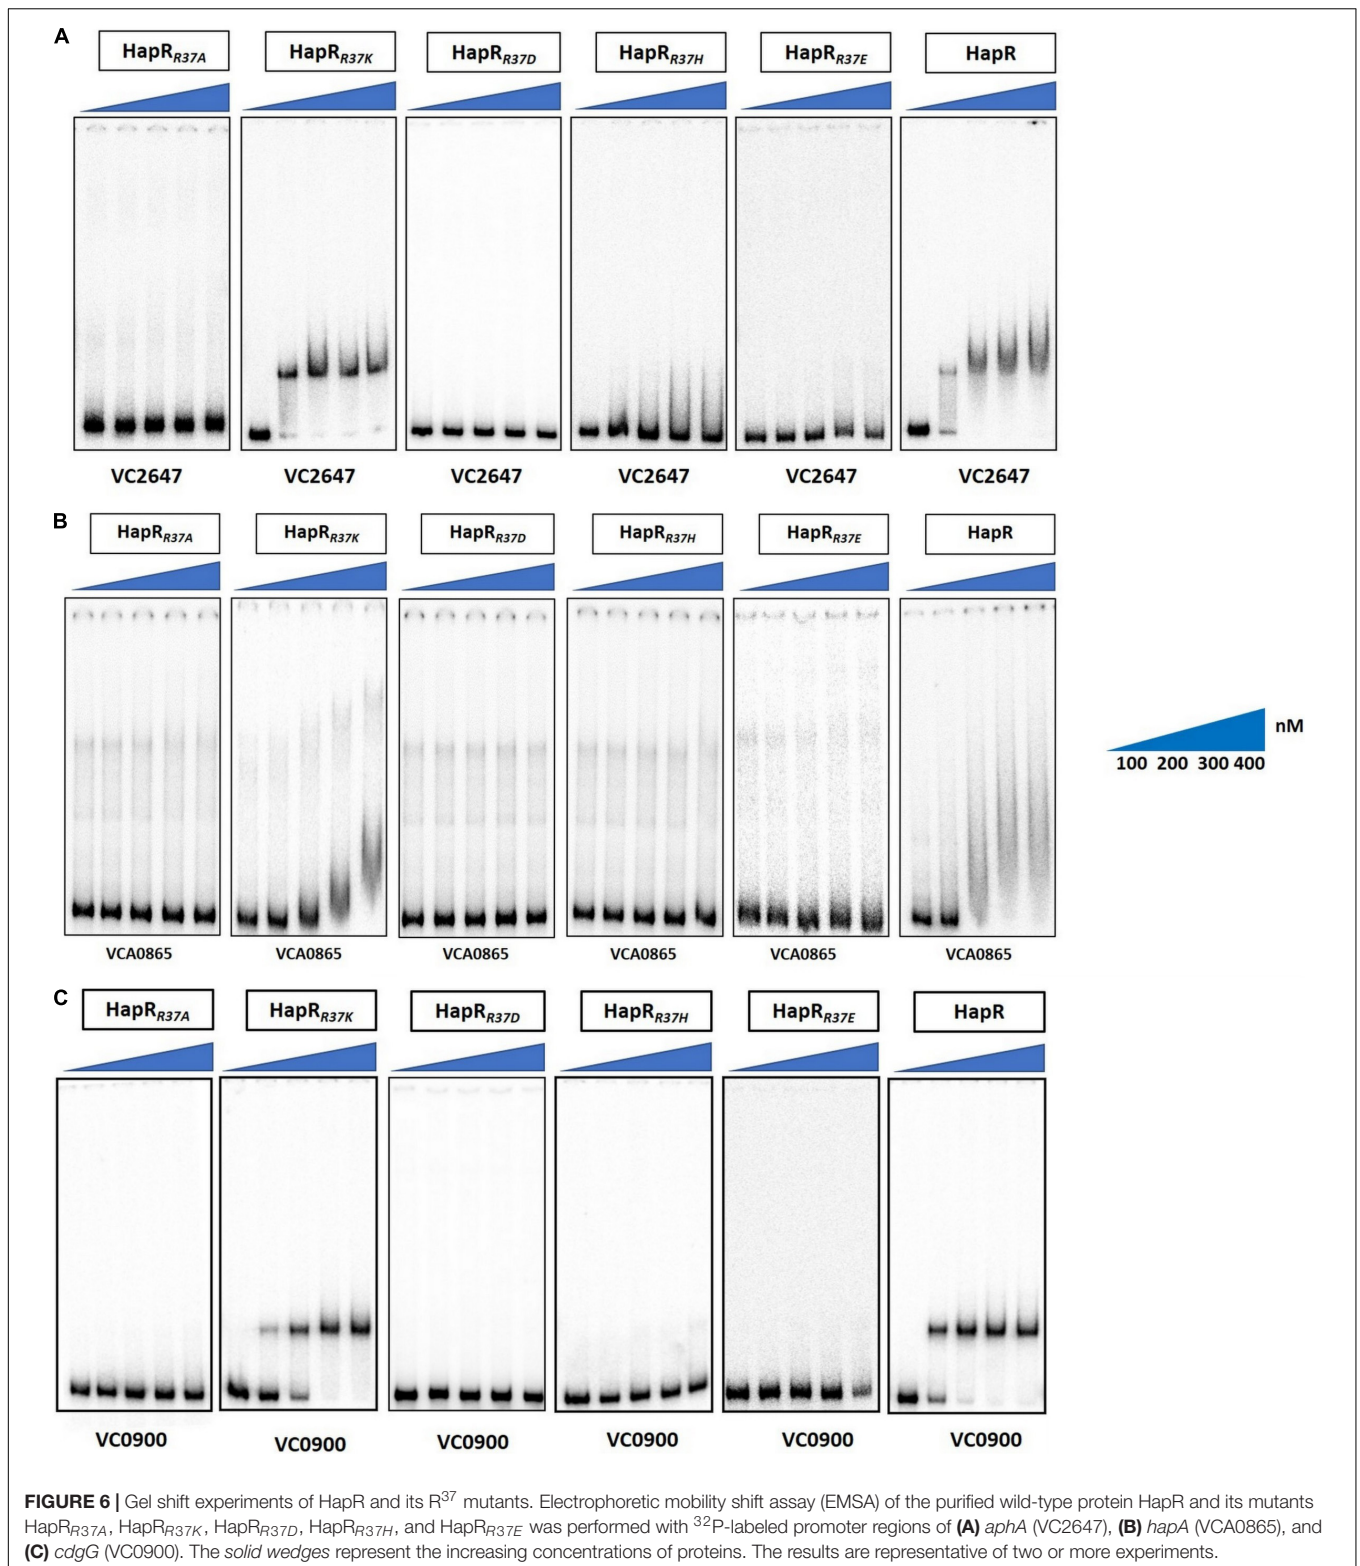 A
HapR_R37A HapR_R37K HapR_R37D HapR_R37H HapR_R37E HapR
VC2647 VC2647 VC2647 VC2647 VC2647 VC2647
B
HapR_R37A HapR_R37K HapR_R37D HapR_R37H HapR_R37E HapR
nM
100 200 300 400
VCA0865 VCA0865 VCA0865 VCA0865 VCA0865 VCA0865
C
HapR_R37A HapR_R37K HapR_R37D HapR_R37H HapR_R37E HapR
VC0900 VC0900 VC0900 VC0900 VC0900 VC0900
FIGURE 6 | Gel shift experiments of HapR and its R³⁷ mutants. Electrophoretic mobility shift assay (EMSA) of the purified wild-type protein HapR and its mutants
HapR_R37A, HapR_R37K, HapR_R37D, HapR_R37H, and HapR_R37E was performed with ³²P-labeled promoter regions of (A) aphA (VC2647), (B) hapA (VCA0865), and
(C) cdgG (VC0900). The solid wedges represent the increasing concentrations of proteins. The results are representative of two or more experiments.